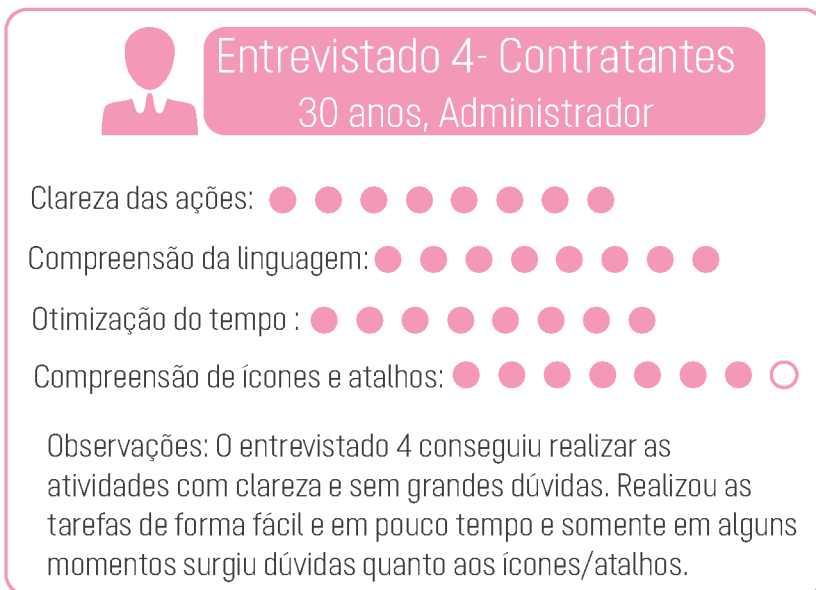 Entrevistado 4- Contratantes
30 anos, Administrador
Clareza das ações:
Compreensão da linguagem:
Otimização do tempo :
Compreensão de ícones e atalhos:
Observações: O entrevistado 4 conseguiu realizar as
atividades com clareza e sem grandes dúvidas. Realizou as
tarefas de forma fácil e em pouco tempo e somente em alguns
momentos surgiu dúvidas quanto aos ícones/atalhos.